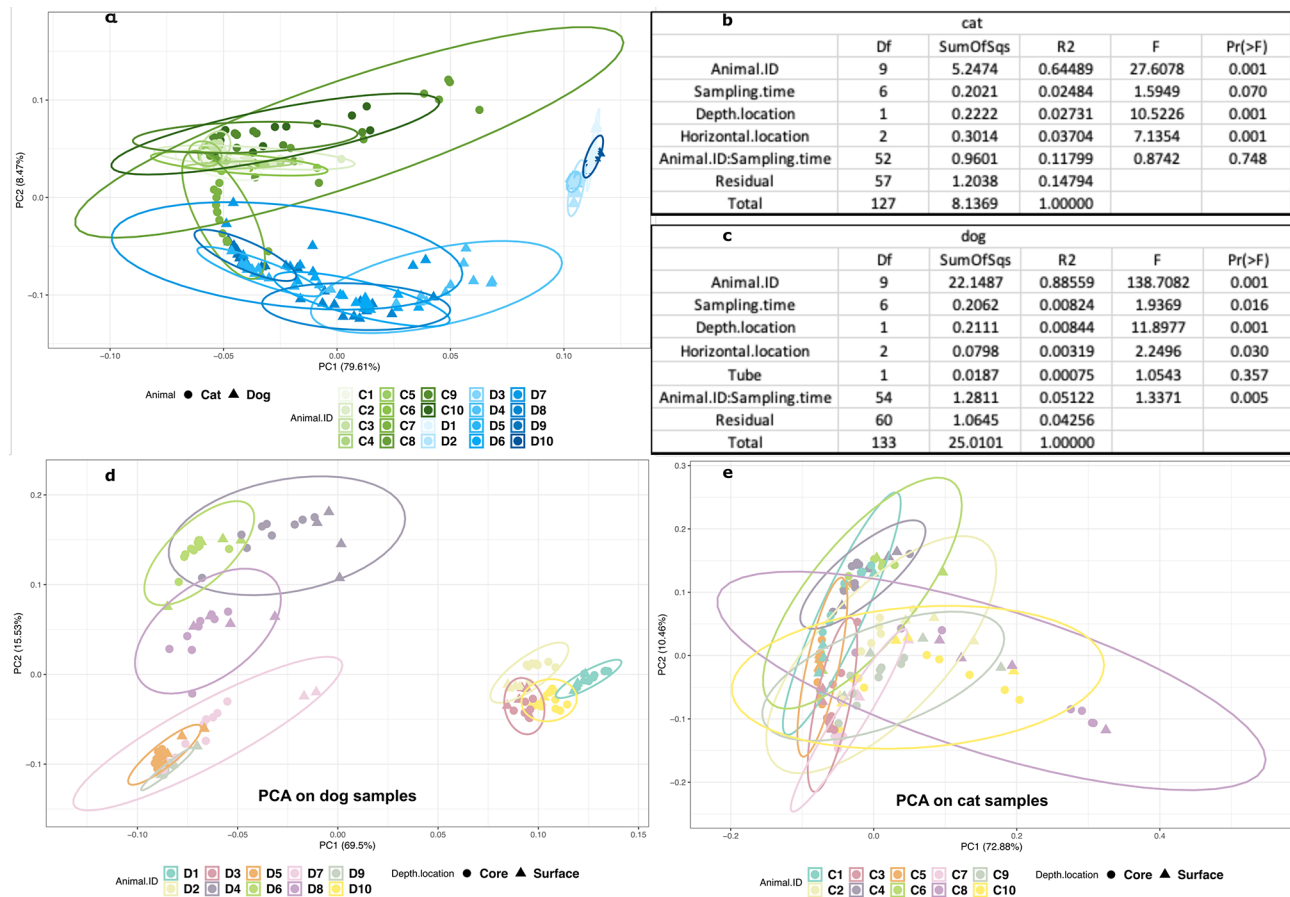 a
0.1
0.0
−0.1
PC2 (8.47%)
−0.10 −0.05 0.00 0.05 0.10
PC1 (79.61%)
Animal Cat Dog
Animal.ID
C1 C5 C9 D3 D7
C2 C6 C10 D4 D8
C3 C7 D1 D5 D9
C4 C8 D2 D6 D10
b
cat
Df SumOfSqs R2 F Pr(>F)
Animal.ID 9 5.2474 0.64489 27.6078 0.001
Sampling.time 6 0.2021 0.02484 1.5949 0.070
Depth.location 1 0.2222 0.02731 10.5226 0.001
Horizontal.location 2 0.3014 0.03704 7.1354 0.001
Animal.ID:Sampling.time 52 0.9601 0.11799 0.8742 0.748
Residual 57 1.2038 0.14794
Total 127 8.1369 1.00000
c
dog
Df SumOfSqs R2 F Pr(>F)
Animal.ID 9 22.1487 0.88559 138.7082 0.001
Sampling.time 6 0.2062 0.00824 1.9369 0.016
Depth.location 1 0.2111 0.00844 11.8977 0.001
Horizontal.location 2 0.0798 0.00319 2.2496 0.030
Tube 1 0.0187 0.00075 1.0543 0.357
Animal.ID:Sampling.time 54 1.2811 0.05122 1.3371 0.005
Residual 60 1.0645 0.04256
Total 133 25.0101 1.00000
d
0.2
0.1
0.0
−0.1
PC2 (15.53%)
PCA on dog samples
−0.10 −0.05 0.00 0.05 0.10 0.15
PC1 (69.5%)
Animal.ID
D1 D3 D5 D7 D9
D2 D4 D6 D8 D10
Depth.location Core Surface
e
0.3
0.2
0.1
0.0
−0.1
−0.2
PC2 (10.46%)
PCA on cat samples
−0.2 0.0 0.2 0.4
PC1 (72.88%)
Animal.ID
C1 C3 C5 C7 C9
C2 C4 C6 C8 C10
Depth.location Core Surface